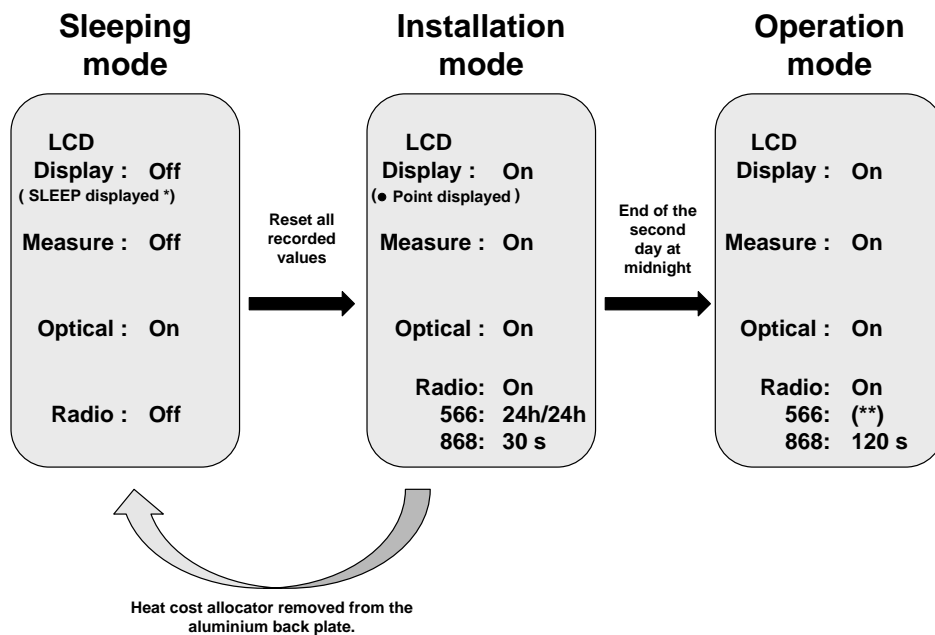 Sleeping
mode
Installation
mode
Operation
mode
LCD
Display : Off
( SLEEP displayed *)
Measure : Off
Optical : On
Radio : Off
Reset all
recorded
values
LCD
Display : On
(● Point displayed )
Measure : On
Optical : On
Radio: On
566: 24h/24h
868: 30 s
End of the
second
day at
midnight
LCD
Display : On
Measure : On
Optical : On
Radio: On
566: (**)
868: 120 s
Heat cost allocator removed from the
aluminium back plate.